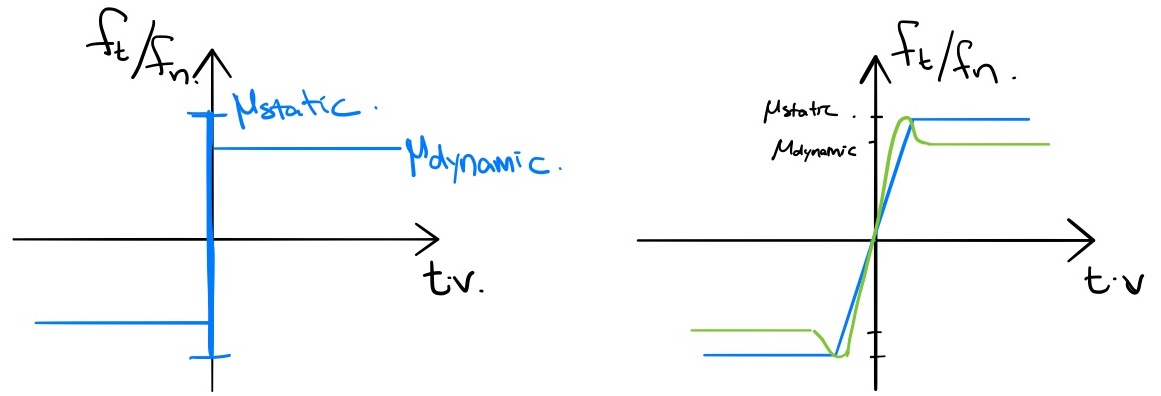 ft/fn.
μstatic.
μdynamic.
t.v.
ft/fn.
μstatic.
μdynamic
t.v